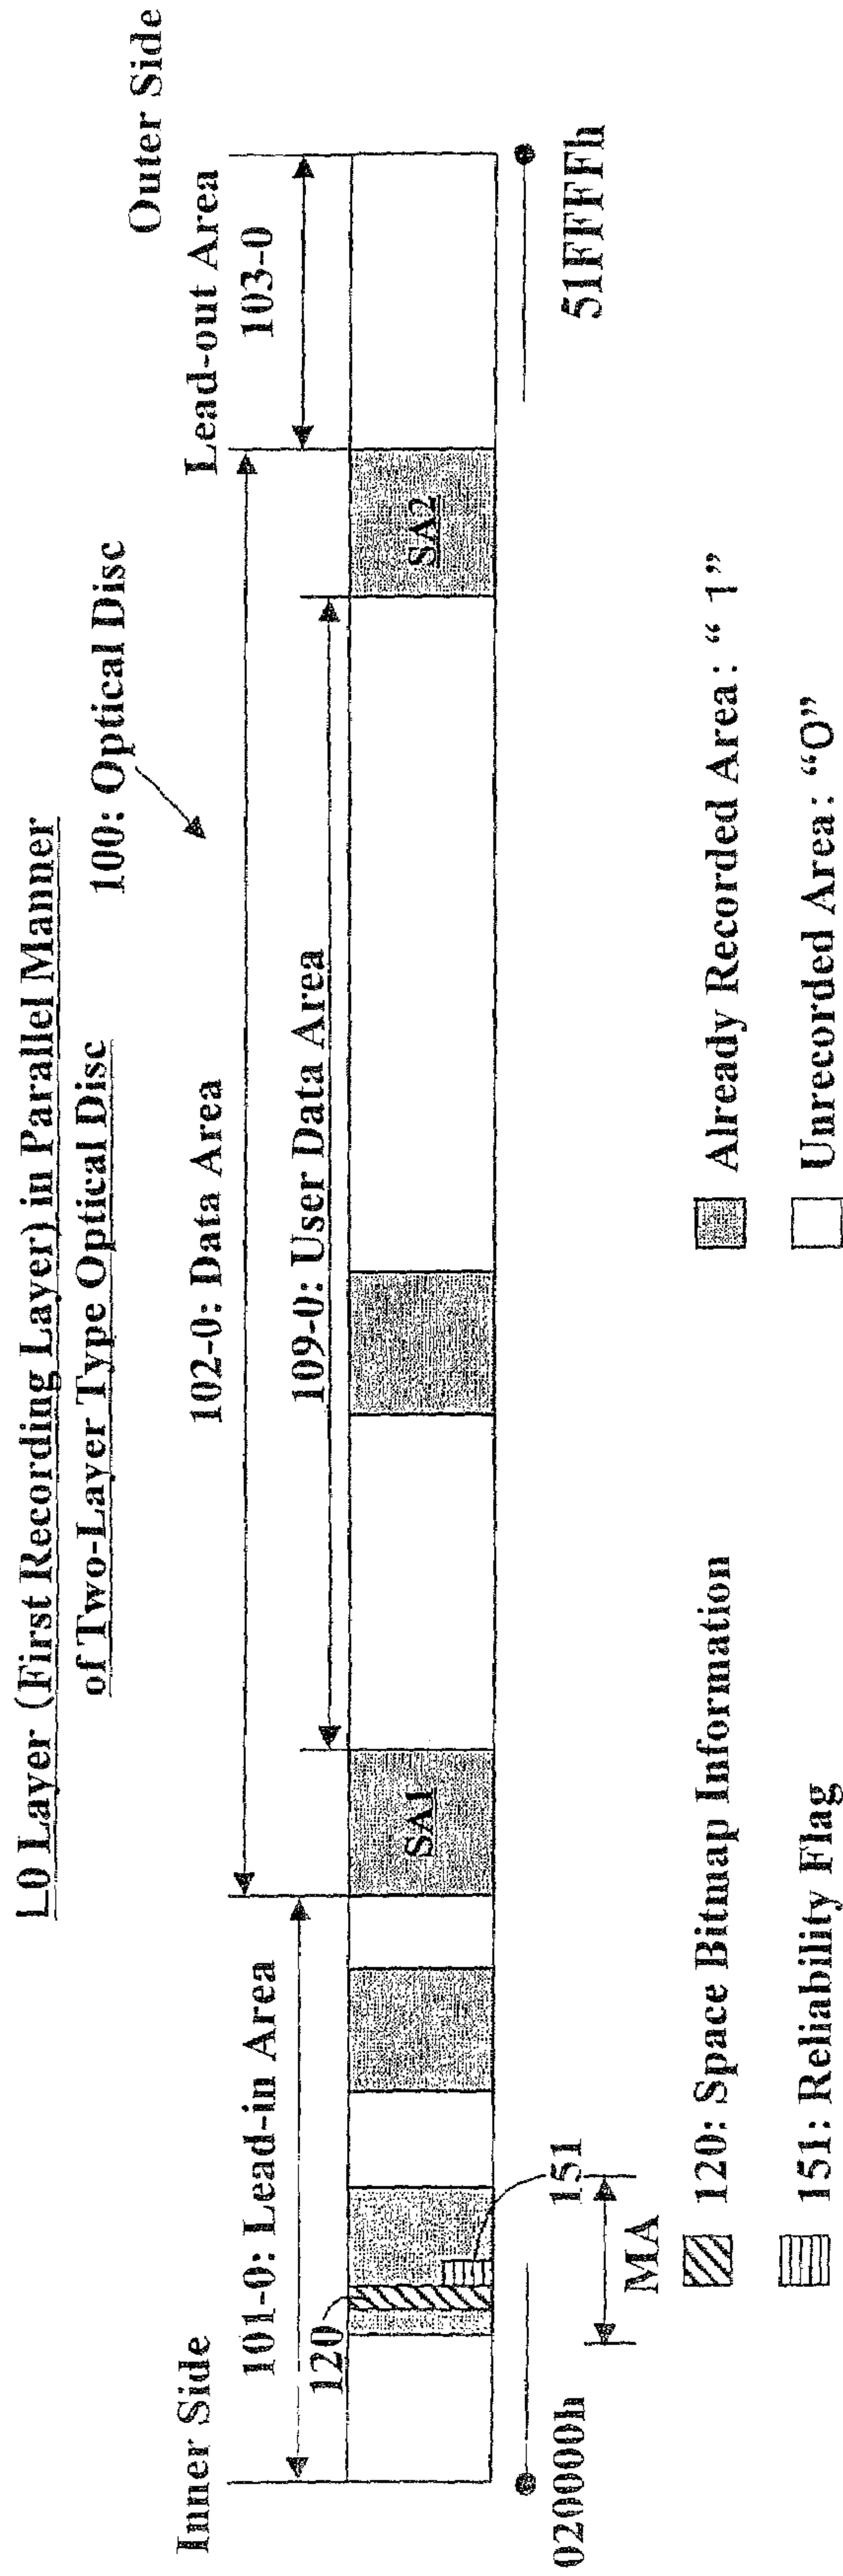 L0 Layer (First Recording Layer) in Parallel Manner
of Two-Layer Type Optical Disc
100: Optical Disc
Inner Side
Outer Side
102-0: Data Area
Lead-out Area
103-0
101-0: Lead-in Area
109-0: User Data Area
120
SA1
SA2
151
020000h
51FFFFh
MA
120: Space Bitmap Information
151: Reliability Flag
Already Recorded Area: “1”
Unrecorded Area: “0”